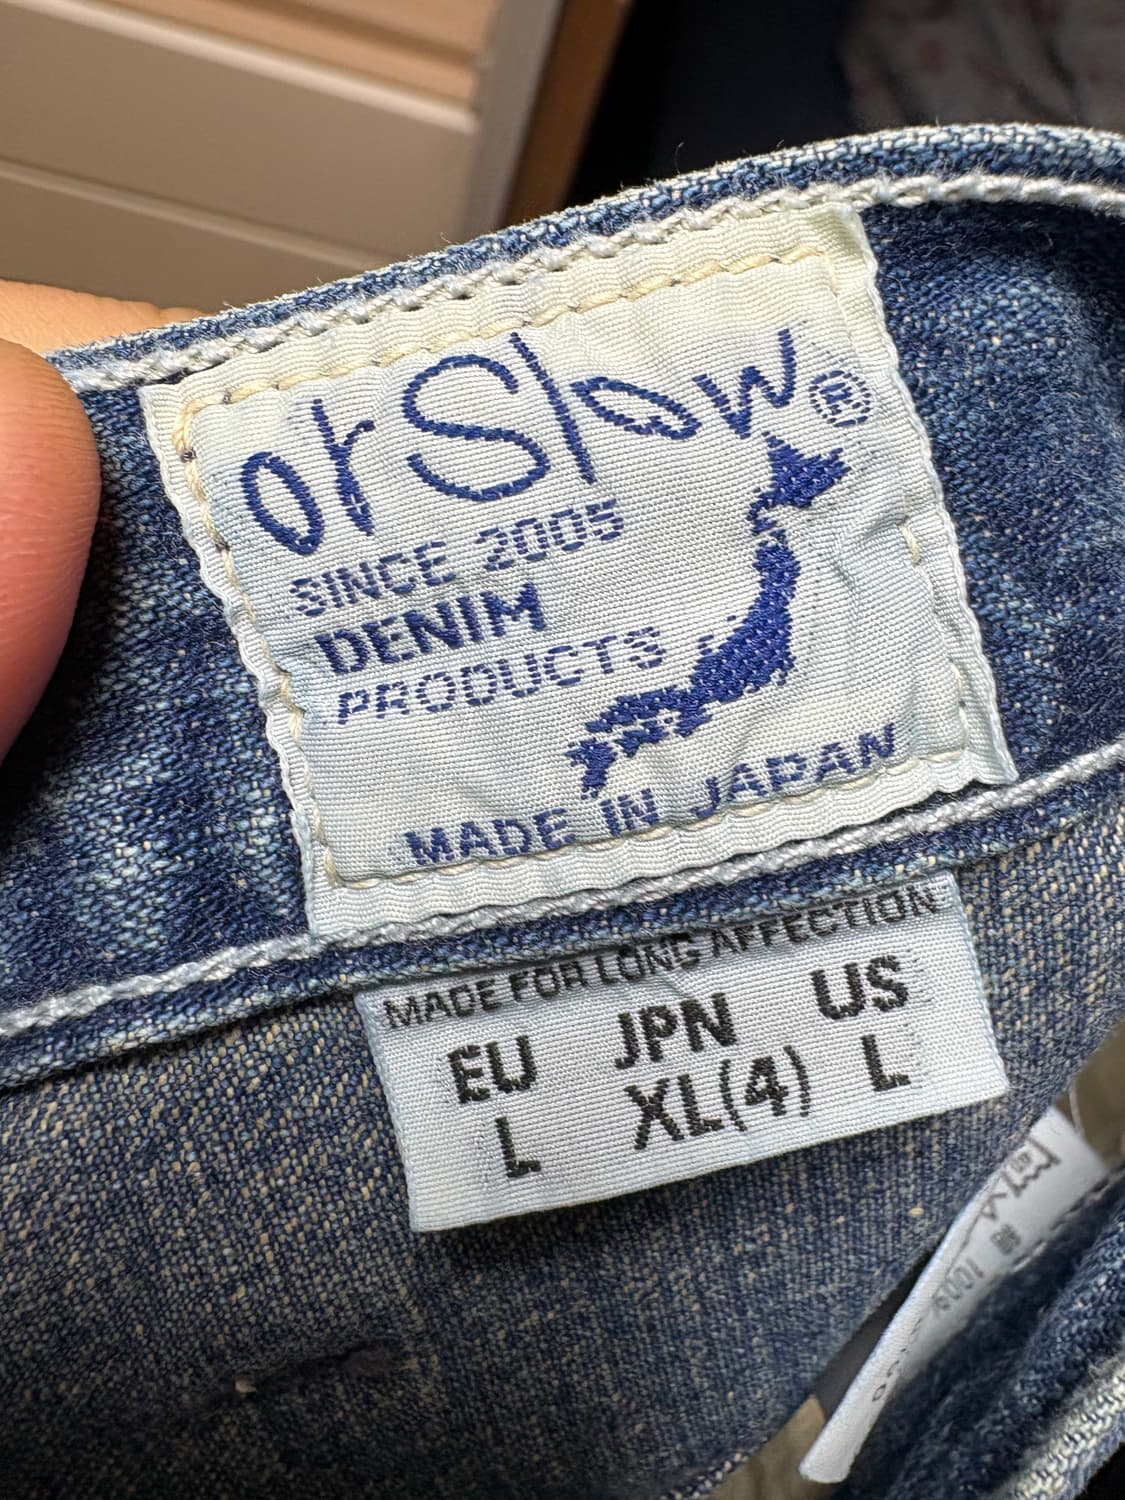 orSlow®
SINCE 2005
DENIM
PRODUCTS
MADE IN JAPAN
MADE FOR LONG AFFECTION
EU JPN US
L XL(4) L